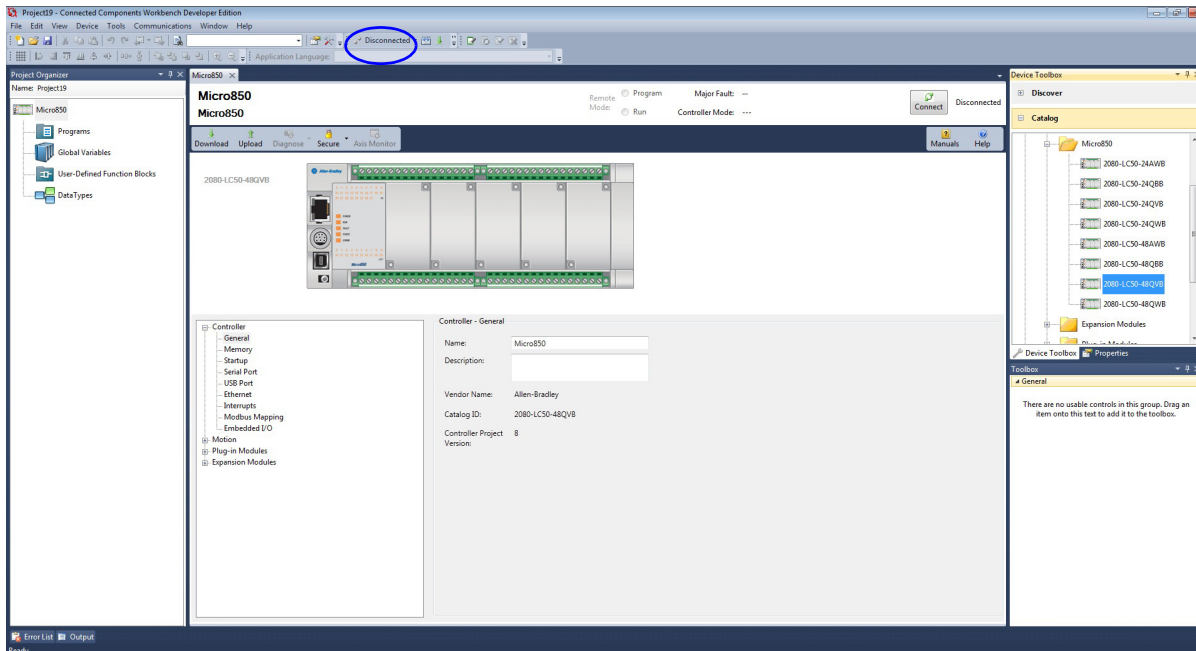 Project19 - Connected Components Workbench Developer Edition
File Edit View Device Tools Communications Window Help
Disconnected
Application Language:
Project Organizer
Name: Project19
Micro850
Programs
Global Variables
User-Defined Function Blocks
DataTypes
Micro850
Micro850
Micro850
Remote Mode:
Program
Run
Major Fault: --
Controller Mode: ---
Connect
Disconnected
Download Upload Diagnose Secure Axis Monitor
Manuals Help
2080-LC50-48QVB
Allen-Bradley
Micro850
Controller
General
Memory
Startup
Serial Port
USB Port
Ethernet
Interrupts
Modbus Mapping
Embedded I/O
Motion
Plug-in Modules
Expansion Modules
Controller - General
Name: Micro850
Description:
Vendor Name: Allen-Bradley
Catalog ID: 2080-LC50-48QVB
Controller Project Version: 8
Device Toolbox
Discover
Catalog
Micro850
2080-LC50-24AWB
2080-LC50-24QBB
2080-LC50-24QVB
2080-LC50-24QWB
2080-LC50-48AWB
2080-LC50-48QBB
2080-LC50-48QVB
2080-LC50-48QWB
Expansion Modules
Device Toolbox Properties
Toolbox
General
There are no usable controls in this group. Drag an
item onto this text to add it to the toolbox.
Error List Output
Ready